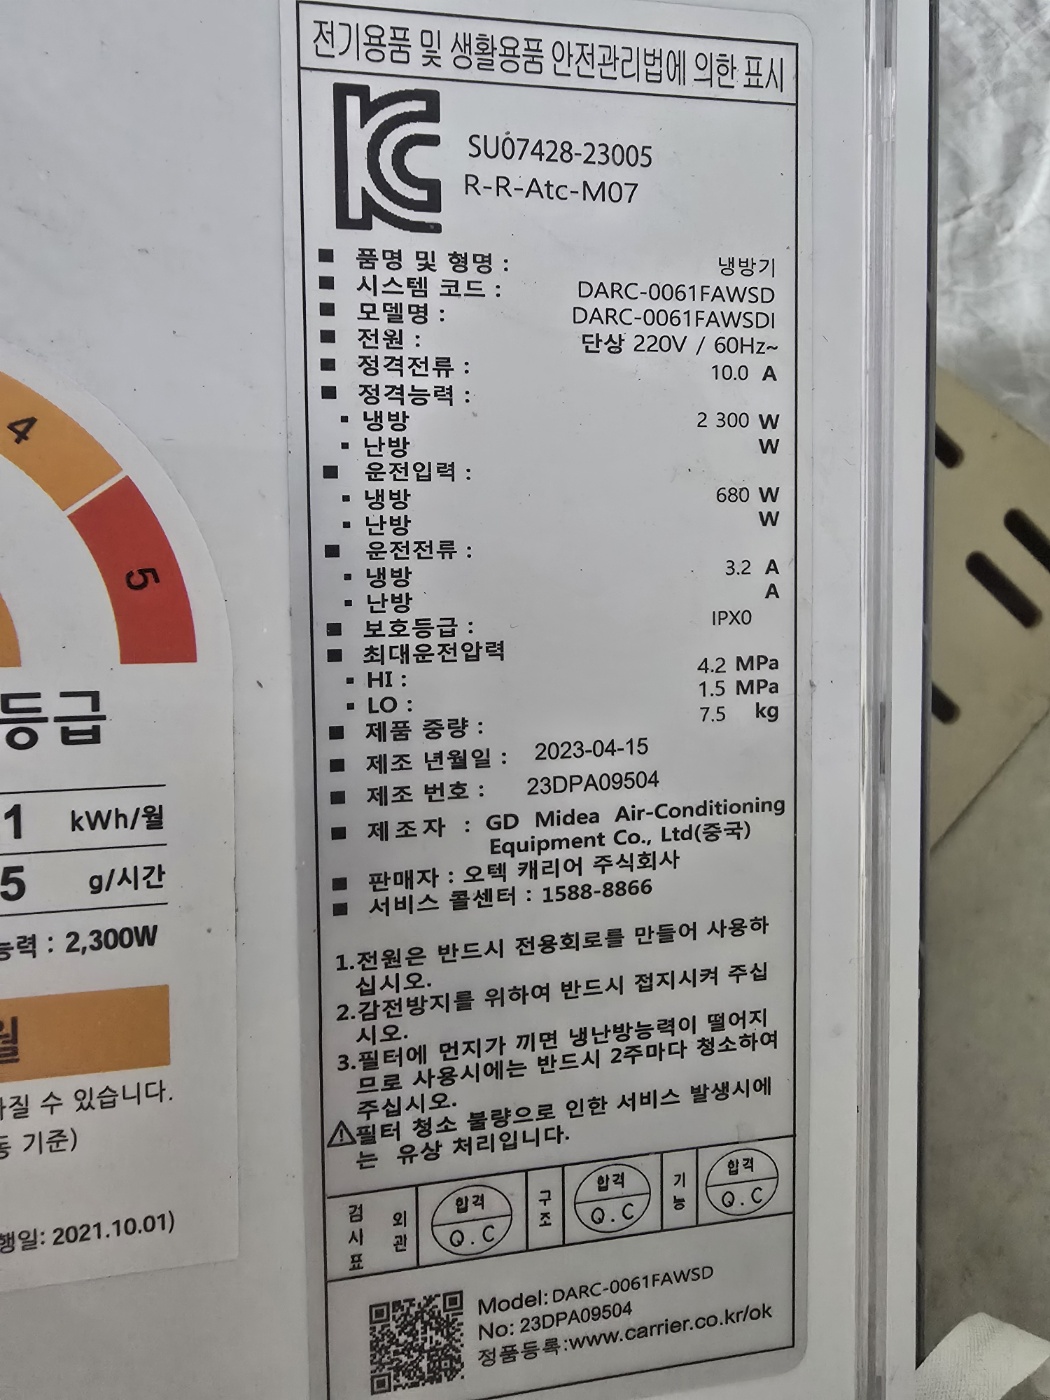 전기용품 및 생활용품 안전관리법에 의한 표시
SU07428-23005
R-R-Atc-M07
■ 품명 및 형명 : 냉방기
■ 시스템 코드 : DARC-0061FAWSD
■ 모델명 : DARC-0061FAWSDI
■ 전원 : 단상 220V / 60Hz~
■ 정격전류 : 10.0 A
■ 정격능력 :
▪ 냉방 2 300 W
▪ 난방 W
■ 운전입력 :
▪ 냉방 680 W
▪ 난방 W
■ 운전전류 :
▪ 냉방 3.2 A
▪ 난방 A
■ 보호등급 : IPX0
■ 최대운전압력
▪ HI : 4.2 MPa
▪ LO : 1.5 MPa
■ 제품 중량 : 7.5 kg
■ 제조 년월일 : 2023-04-15
■ 제조 번호 : 23DPA09504
■ 제조자 : GD Midea Air-Conditioning
Equipment Co., Ltd(중국)
■ 판매자 : 오텍 캐리어 주식회사
■ 서비스 콜센터 : 1588-8866
1.전원은 반드시 전용회로를 만들어 사용하
십시오.
2.감전방지를 위하여 반드시 접지시켜 주십
시오.
3.필터에 먼지가 끼면 냉난방능력이 떨어지
므로 사용시에는 반드시 2주마다 청소하여
주십시오.
⚠필터 청소 불량으로 인한 서비스 발생시에
는 유상 처리입니다.
검사표 외관 합격 Q.C 구조 합격 Q.C 기능 합격 Q.C
Model: DARC-0061FAWSD
No: 23DPA09504
정품등록:www.carrier.co.kr/ok
4
5
등급
1 kWh/월
5 g/시간
능력 : 2,300W
월
질 수 있습니다.
기준)
행일: 2021.10.01)